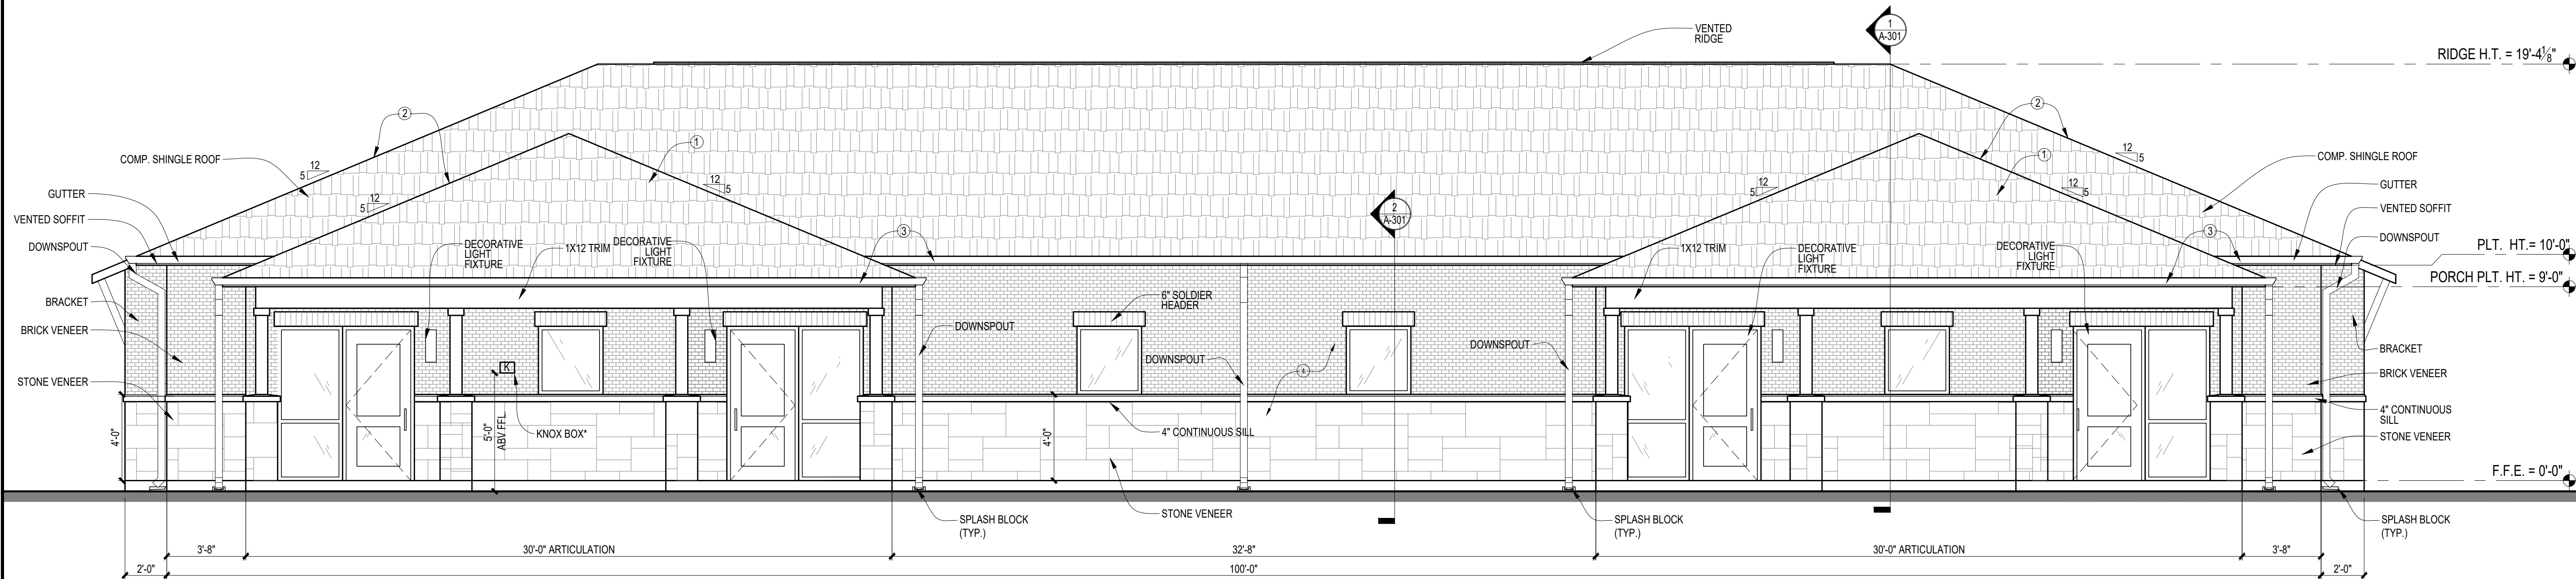 1
A-301
VENTED
RIDGE
RIDGE H.T. = 19'-4⅛"
2
2
1
1
COMP. SHINGLE ROOF
12
5
12
5
COMP. SHINGLE ROOF
12
5
12
5
12
5
12
5
GUTTER
GUTTER
VENTED SOFFIT
VENTED SOFFIT
2
A-301
3
3
DOWNSPOUT
DOWNSPOUT
DECORATIVE
LIGHT
FIXTURE
1X12 TRIM
DECORATIVE
LIGHT
FIXTURE
1X12 TRIM
DECORATIVE
LIGHT
FIXTURE
DECORATIVE
LIGHT
FIXTURE
PLT. HT.= 10'-0"
PORCH PLT. HT. = 9'-0"
BRACKET
6" SOLDIER
HEADER
BRICK VENEER
DOWNSPOUT
DOWNSPOUT
DOWNSPOUT
BRACKET
K
4
STONE VENEER
BRICK VENEER
4'-0"
5'-0"
ABV.FFL.
KNOX BOX*
4'-0"
4" CONTINUOUS SILL
4" CONTINUOUS
SILL
STONE VENEER
F.F.E. = 0'-0"
STONE VENEER
SPLASH BLOCK
(TYP.)
SPLASH BLOCK
(TYP.)
SPLASH BLOCK
(TYP.)
3'-8"
30'-0" ARTICULATION
32'-8"
30'-0" ARTICULATION
3'-8"
2'-0"
100'-0"
2'-0"